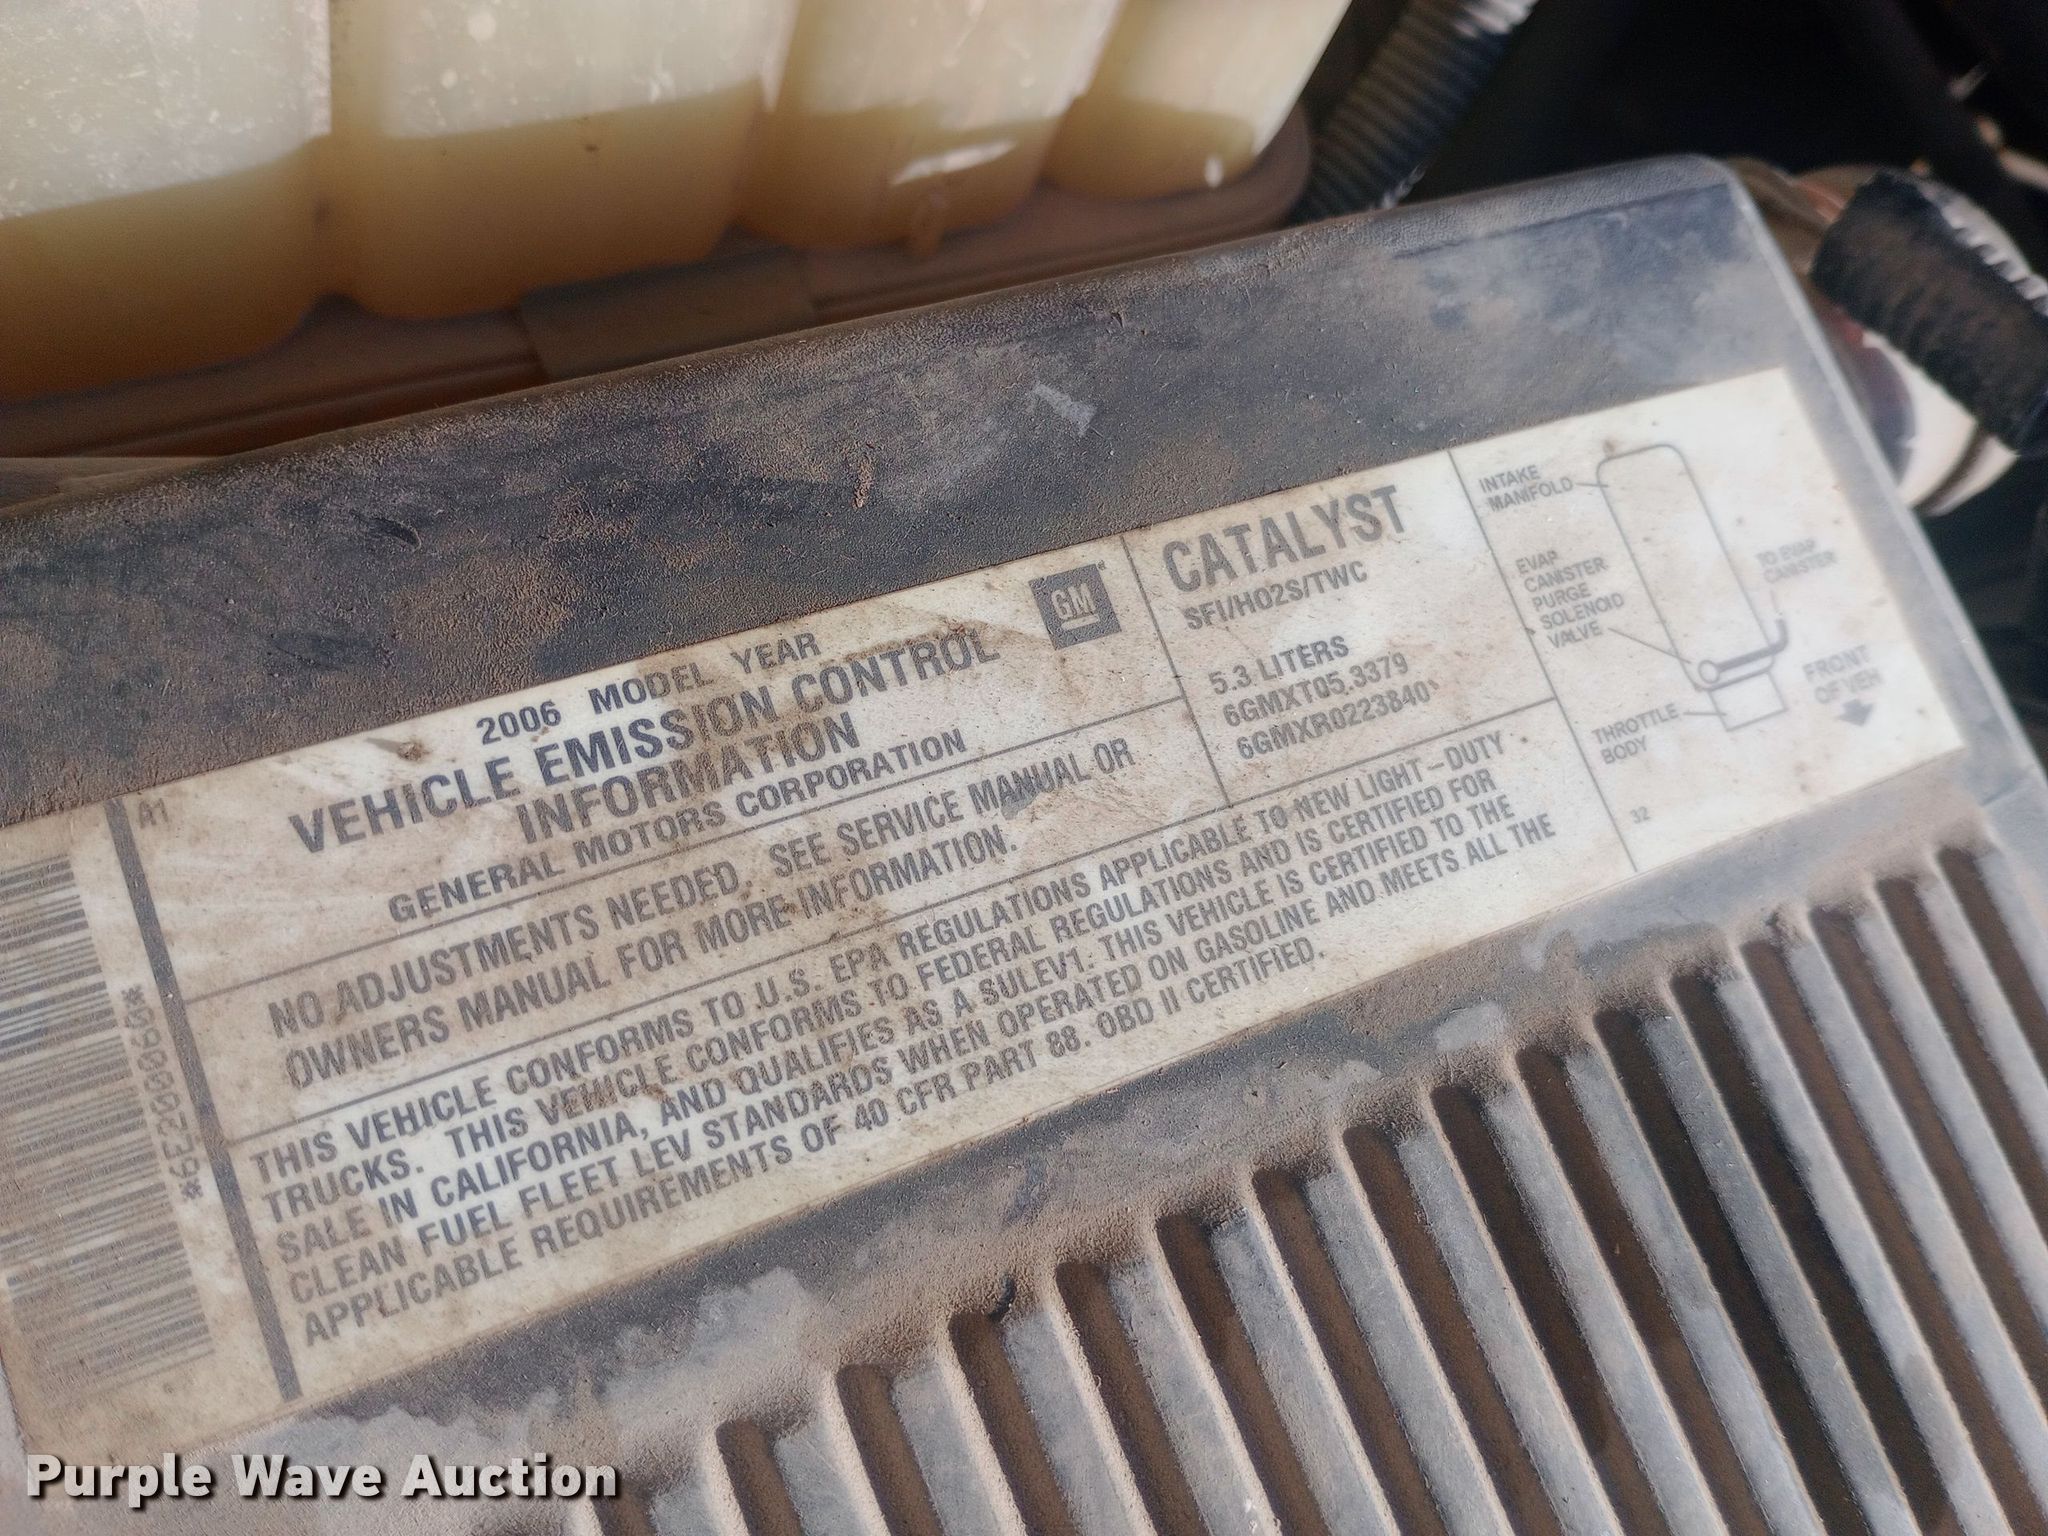 2006 MODEL YEAR
VEHICLE EMISSION CONTROL
INFORMATION
GENERAL MOTORS CORPORATION
GM
NO ADJUSTMENTS NEEDED, SEE SERVICE MANUAL OR
OWNERS MANUAL FOR MORE INFORMATION.
CATALYST
SFI/HO2S/TWC
5.3 LITERS
6GMXT05.3379
6GMXR0223840
THIS VEHICLE CONFORMS TO U.S. EPA REGULATIONS APPLICABLE TO NEW LIGHT-DUTY
TRUCKS. THIS VEHICLE CONFORMS TO FEDERAL REGULATIONS AND IS CERTIFIED FOR
SALE IN CALIFORNIA, AND QUALIFIES AS A SULEV1. THIS VEHICLE IS CERTIFIED TO THE
CLEAN FUEL FLEET LEV STANDARDS WHEN OPERATED ON GASOLINE AND MEETS ALL THE
APPLICABLE REQUIREMENTS OF 40 CFR PART 88. OBD II CERTIFIED.
INTAKE
MANIFOLD
EVAP
CANISTER
PURGE
SOLENOID
VALVE
TO EVAP
CANISTER
THROTTLE
BODY
FRONT
OF VEH
32
A1
*6E200060*
Purple Wave Auction